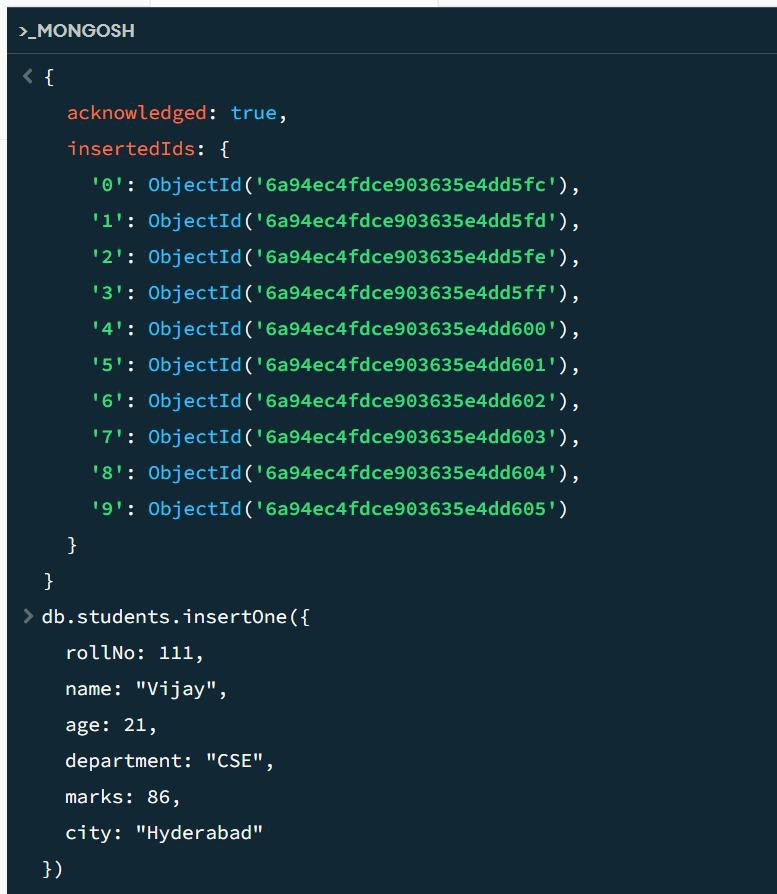 >_MONGOSH
< {
acknowledged: true,
insertedIds: {
'0': ObjectId('6a94ec4fdce903635e4dd5fc'),
'1': ObjectId('6a94ec4fdce903635e4dd5fd'),
'2': ObjectId('6a94ec4fdce903635e4dd5fe'),
'3': ObjectId('6a94ec4fdce903635e4dd5ff'),
'4': ObjectId('6a94ec4fdce903635e4dd600'),
'5': ObjectId('6a94ec4fdce903635e4dd601'),
'6': ObjectId('6a94ec4fdce903635e4dd602'),
'7': ObjectId('6a94ec4fdce903635e4dd603'),
'8': ObjectId('6a94ec4fdce903635e4dd604'),
'9': ObjectId('6a94ec4fdce903635e4dd605')
}
}
> db.students.insertOne({
rollNo: 111,
name: "Vijay",
age: 21,
department: "CSE",
marks: 86,
city: "Hyderabad"
})